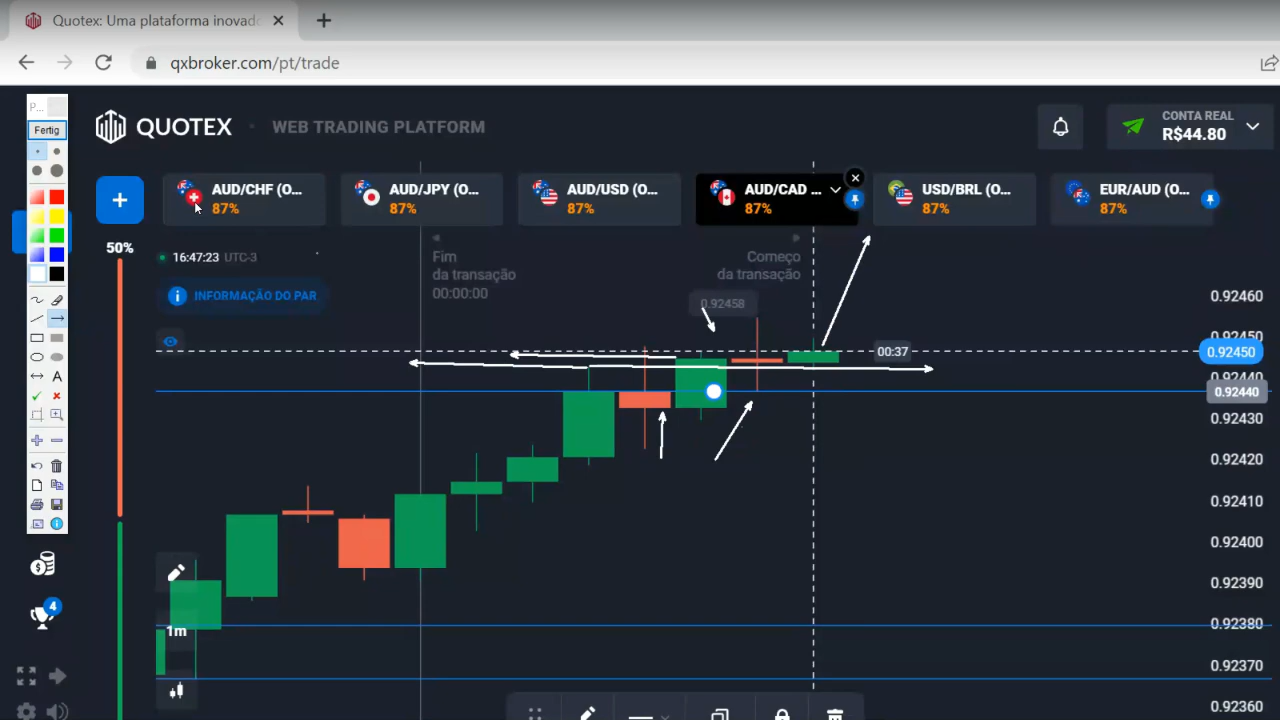 Quotex: Uma plataforma inovad
qxbroker.com/pt/trade
P...
Fertig
QUOTEX
WEB TRADING PLATFORM
CONTA REAL
R$44.80
AUD/CHF (O...
87%
AUD/JPY (O...
87%
AUD/USD (O...
87%
AUD/CAD ...
87%
USD/BRL (O...
87%
EUR/AUD (O...
87%
50%
16:47:23 UTC-3
Fim
da transação
00:00:00
Começo
da transação
INFORMAÇÃO DO PAR
0.92458
00:37
0.92460
0.92450
0.92450
0.92440
0.92440
0.92430
0.92420
0.92410
0.92400
0.92390
0.92380
0.92370
0.92360
A
4
1m